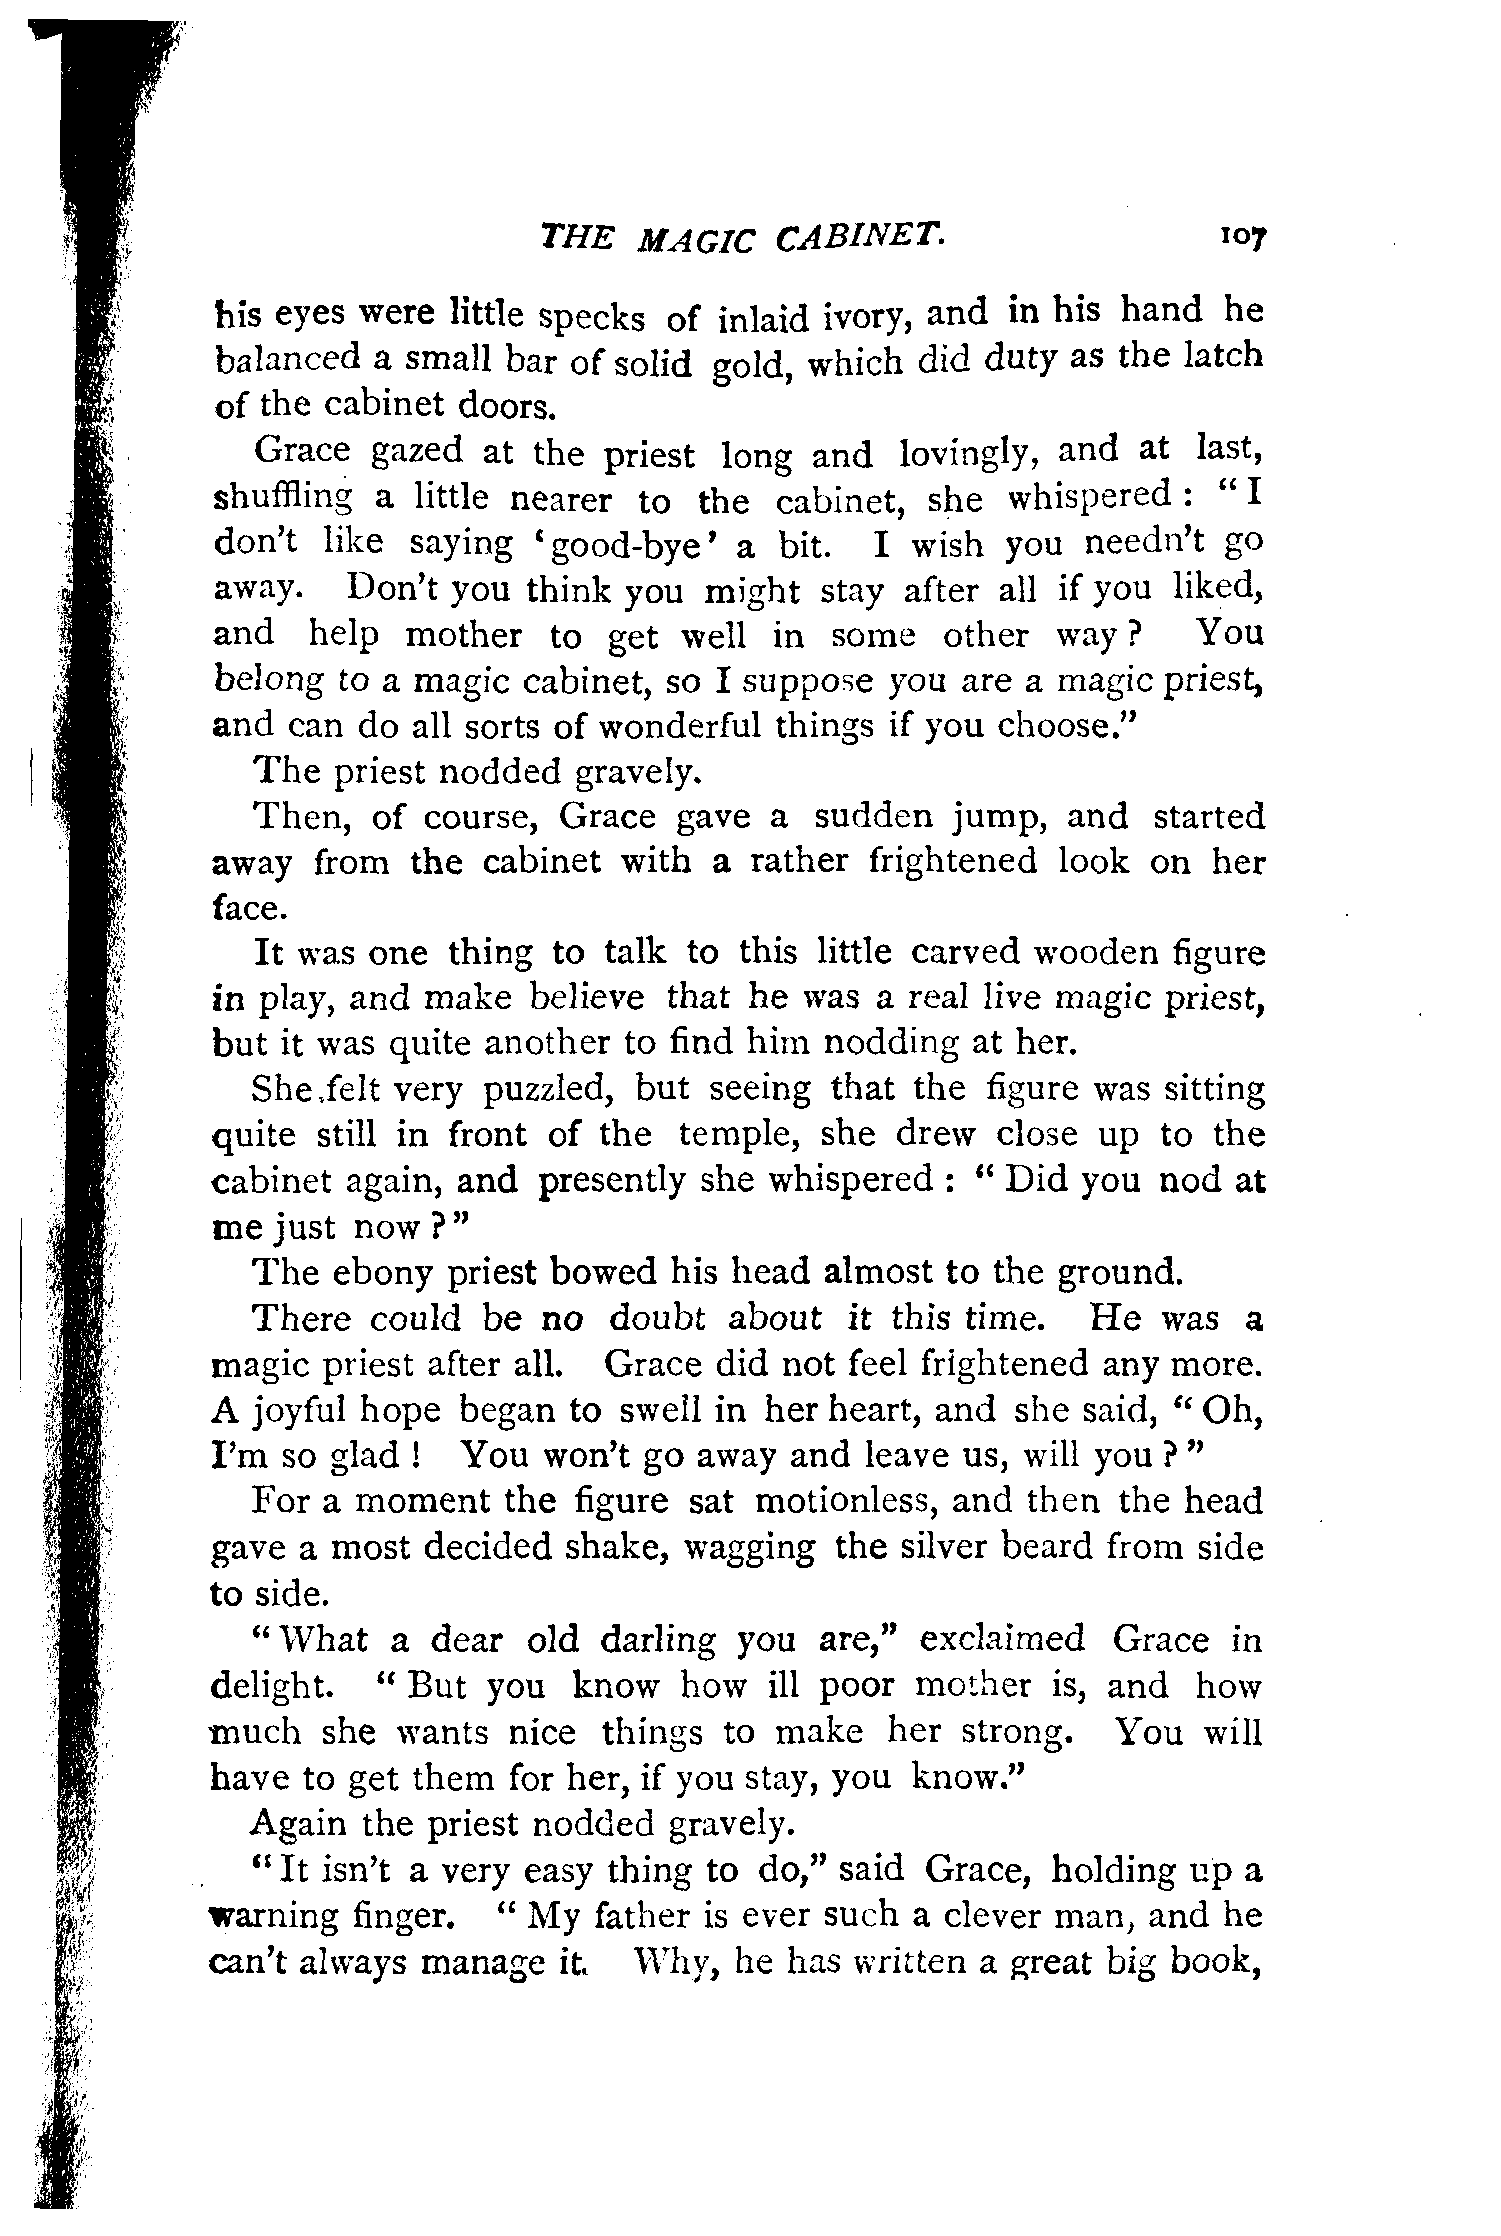 THE MAGIC CABINET. 107
his eyes were little specks of inlaid ivory, and in his hand he
balanced a small bar of solid gold, which did duty as the latch
of the cabinet doors.
Grace gazed at the priest long and lovingly, and at last,
shuffling a little nearer to the cabinet, she whispered : “ I
don't like saying ‘good-bye’ a bit. I wish you needn't go
away. Don't you think you might stay after all if you liked,
and help mother to get well in some other way ? You
belong to a magic cabinet, so I suppose you are a magic priest,
and can do all sorts of wonderful things if you choose.”
The priest nodded gravely.
Then, of course, Grace gave a sudden jump, and started
away from the cabinet with a rather frightened look on her
face.
It was one thing to talk to this little carved wooden figure
in play, and make believe that he was a real live magic priest,
but it was quite another to find him nodding at her.
She felt very puzzled, but seeing that the figure was sitting
quite still in front of the temple, she drew close up to the
cabinet again, and presently she whispered : “ Did you nod at
me just now ? ”
The ebony priest bowed his head almost to the ground.
There could be no doubt about it this time. He was a
magic priest after all. Grace did not feel frightened any more.
A joyful hope began to swell in her heart, and she said, “ Oh,
I'm so glad ! You won't go away and leave us, will you ? ”
For a moment the figure sat motionless, and then the head
gave a most decided shake, wagging the silver beard from side
to side.
“ What a dear old darling you are,” exclaimed Grace in
delight. “ But you know how ill poor mother is, and how
much she wants nice things to make her strong. You will
have to get them for her, if you stay, you know.”
Again the priest nodded gravely.
“ It isn't a very easy thing to do,” said Grace, holding up a
warning finger. “ My father is ever such a clever man, and he
can't always manage it. Why, he has written a great big book,